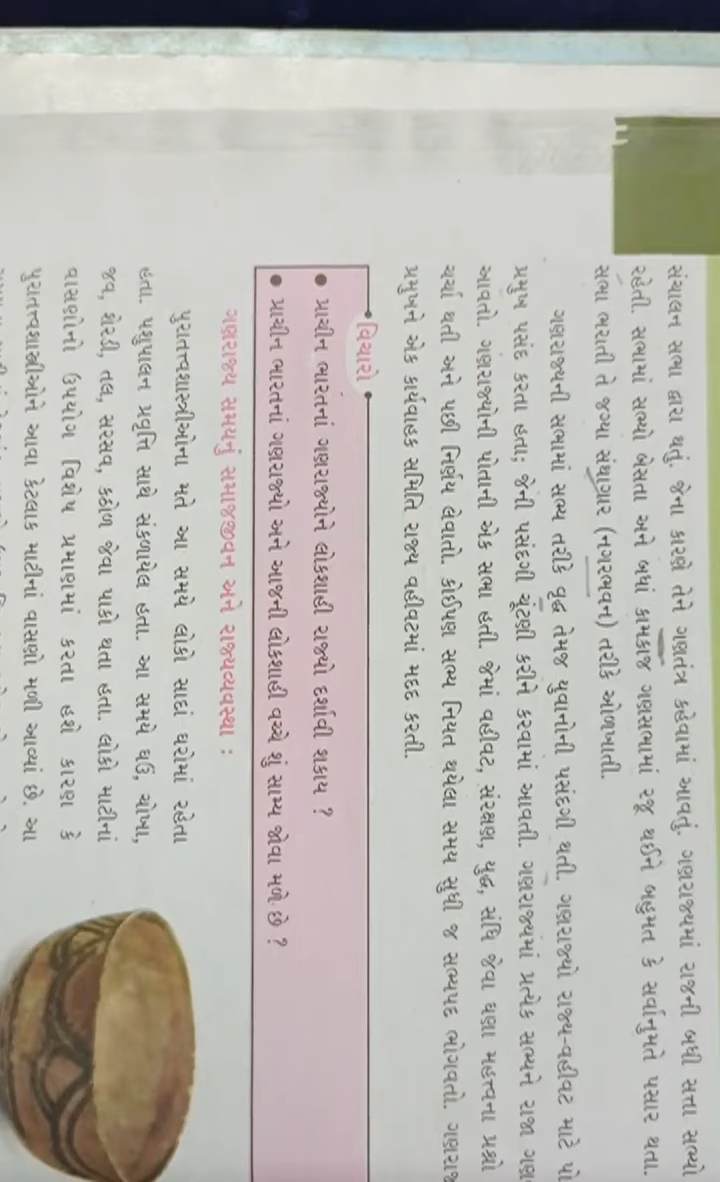 સંચાલન સભા દ્વારા થતું. જેના કારણે તેને ગણતંત્ર કહેવામાં આવતું. ગણરાજ્યમાં રાજની બધી સત્તા સભ્યો
રહેતી. સભામાં સભ્યો બેસતા અને બધાં કામકાજ ગણસભામાં રજૂ થઈને બહુમત કે સર્વાનુમતે પસાર થતા.
સભા ભરાતી તે જગ્યા સંથાગાર (નગરભવન) તરીકે ઓળખાતી.
ગણરાજ્યની સભામાં સભ્ય તરીકે વૃદ્ધ તેમજ યુવાનોની પસંદગી થતી. ગણરાજ્યો રાજ્ય-વહીવટ માટે પો
પ્રમુખ પસંદ કરતા હતા; જેની પસંદગી ચૂંટણી કરીને કરવામાં આવતી. ગણરાજ્યમાં પ્રત્યેક સભ્યને રાજા ગણ
આવતો. ગણરાજ્યોની પોતાની એક સભા હતી. જેમાં વહીવટ, સંરક્ષણ, યુદ્ધ, સંધિ જેવા ઘણા મહત્વના પ્રશ્નો
ચર્ચા થતી અને પછી નિર્ણય લેવાતો. કોઈપણ સભ્ય નિયત થયેલા સમય સુધી જ સભ્યપદ ભોગવતો. ગણરાજ
પ્રમુખને એક કાર્યવાહક સમિતિ રાજ્ય વહીવટમાં મદદ કરતી.
વિચારો
• પ્રાચીન ભારતનાં ગણરાજ્યોને લોકશાહી રાજ્યો દર્શાવી શકાય ?
• પ્રાચીન ભારતનાં ગણરાજ્યો અને આજની લોકશાહી વચ્ચે શું સામ્ય જોવા મળે છે ?
ગણરાજ્ય સમયનું સમાજજીવન અને રાજ્યવ્યવસ્થા :
પુરાતત્ત્વશાસ્ત્રીઓના મતે આ સમયે લોકો સાદાં ઘરોમાં રહેતા
હતા. પશુપાલન પ્રવૃત્તિ સાથે સંકળાયેલ હતા. આ સમયે ઘઉં, ચોખા,
જવ, શેરડી, તલ, સરસવ, કઠોળ જેવા પાકો થતા હતા. લોકો માટીનાં
વાસણોનો ઉપયોગ વિશેષ પ્રમાણમાં કરતા હશે કારણ કે
પુરાતત્વશાસ્ત્રીઓને આવા કેટલાક માટીનાં વાસણો મળી આવ્યાં છે. આ